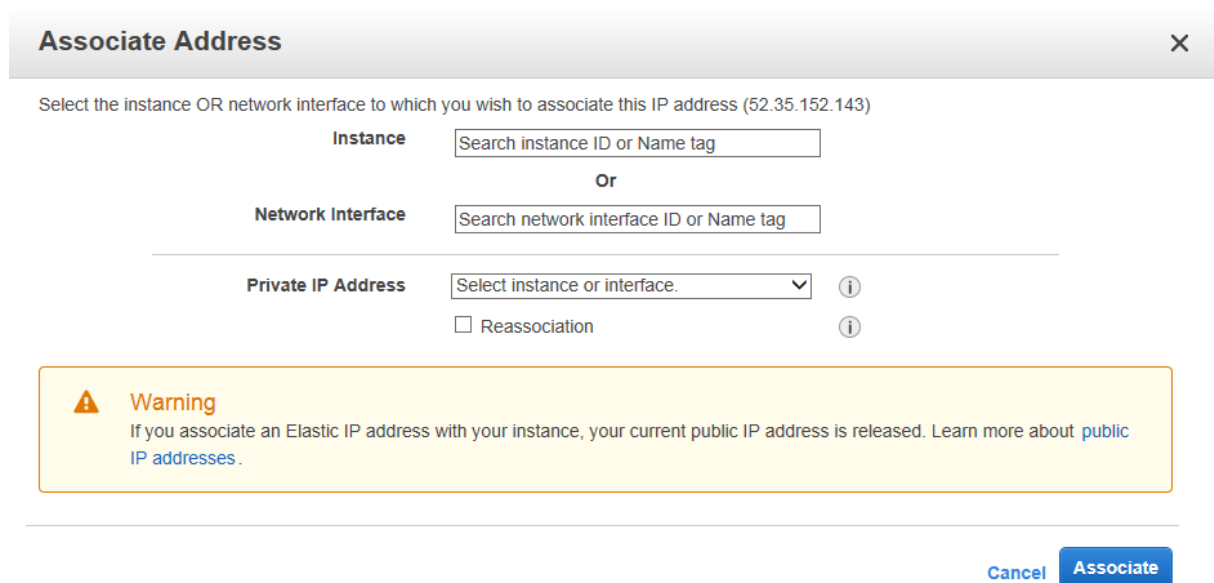 Associate Address
Select the instance OR network interface to which you wish to associate this IP address (52.35.152.143)
Instance
Search instance ID or Name tag
Or
Network Interface
Search network interface ID or Name tag
Private IP Address
Select instance or interface.
Reassociation
Warning
If you associate an Elastic IP address with your instance, your current public IP address is released. Learn more about public
IP addresses.
Cancel
Associate